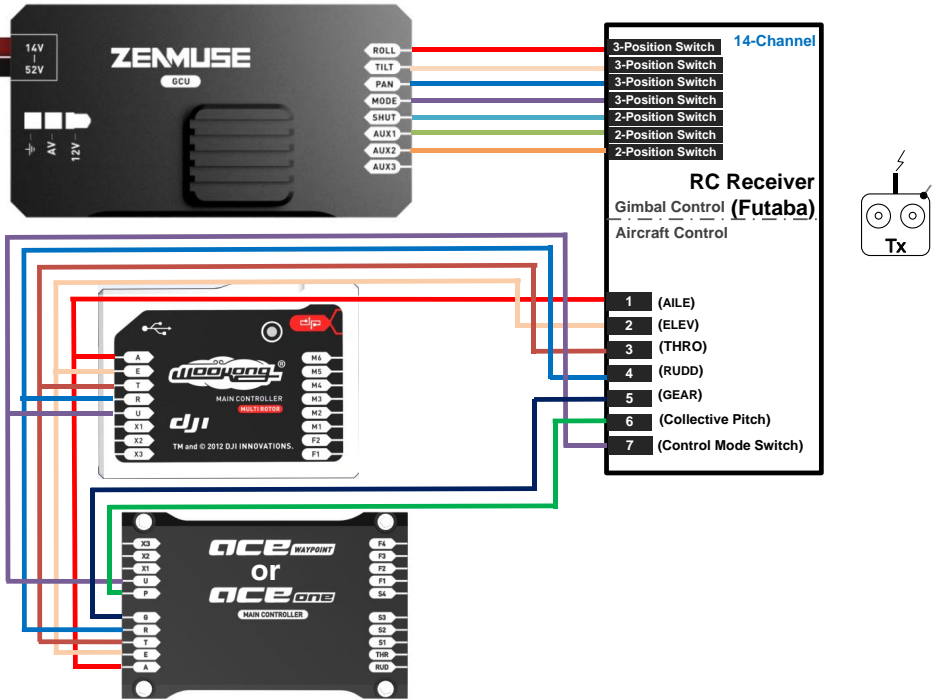 14V
|
52V
AV
12V
ZENMUSE
GCU
ROLL
TILT
PAN
MODE
SHUT
AUX1
AUX2
AUX3
14-Channel
3-Position Switch
3-Position Switch
3-Position Switch
3-Position Switch
2-Position Switch
2-Position Switch
2-Position Switch
RC Receiver
Gimbal Control (Futaba)
Aircraft Control
Tx
1 (AILE)
2 (ELEV)
3 (THRO)
4 (RUDD)
5 (GEAR)
6 (Collective Pitch)
7 (Control Mode Switch)
A
E
T
R
U
X1
X2
X3
WooKong®
MAIN CONTROLLER
MULTI ROTOR
dji
TM and © 2012 DJI INNOVATIONS.
M6
M5
M4
M3
M2
M1
F2
F1
X3
X2
X1
U
P
G
R
T
E
A
ace WAYPOINT
or
ace ONE
MAIN CONTROLLER
F4
F3
F2
F1
S4
S3
S2
S1
THR
RUD